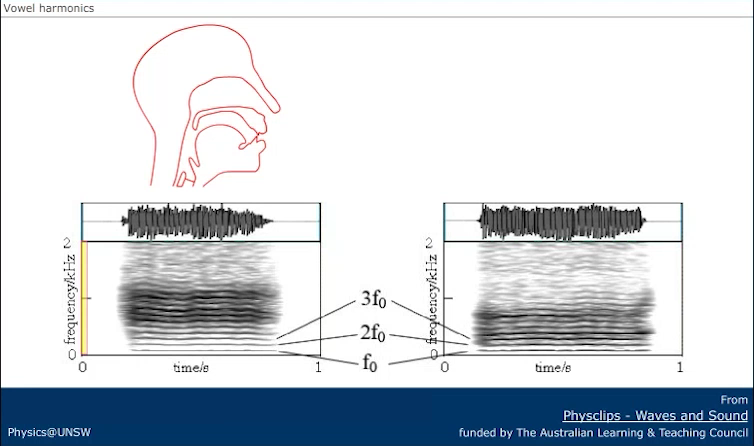 Vowel harmonics
2
frequency/kHz
0
0
time/s
1
3f0
2f0
f0
2
frequency/kHz
0
0
time/s
1
From
Physclips - Waves and Sound
Physics@UNSW
funded by The Australian Learning & Teaching Council